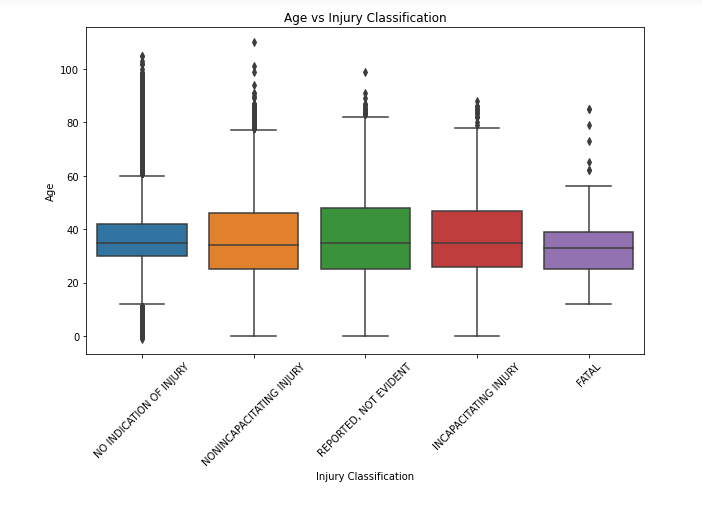 Age vs Injury Classification
Age
100
80
60
40
20
0
NO INDICATION OF INJURY
NONINCAPACITATING INJURY
REPORTED, NOT EVIDENT
INCAPACITATING INJURY
FATAL
Injury Classification